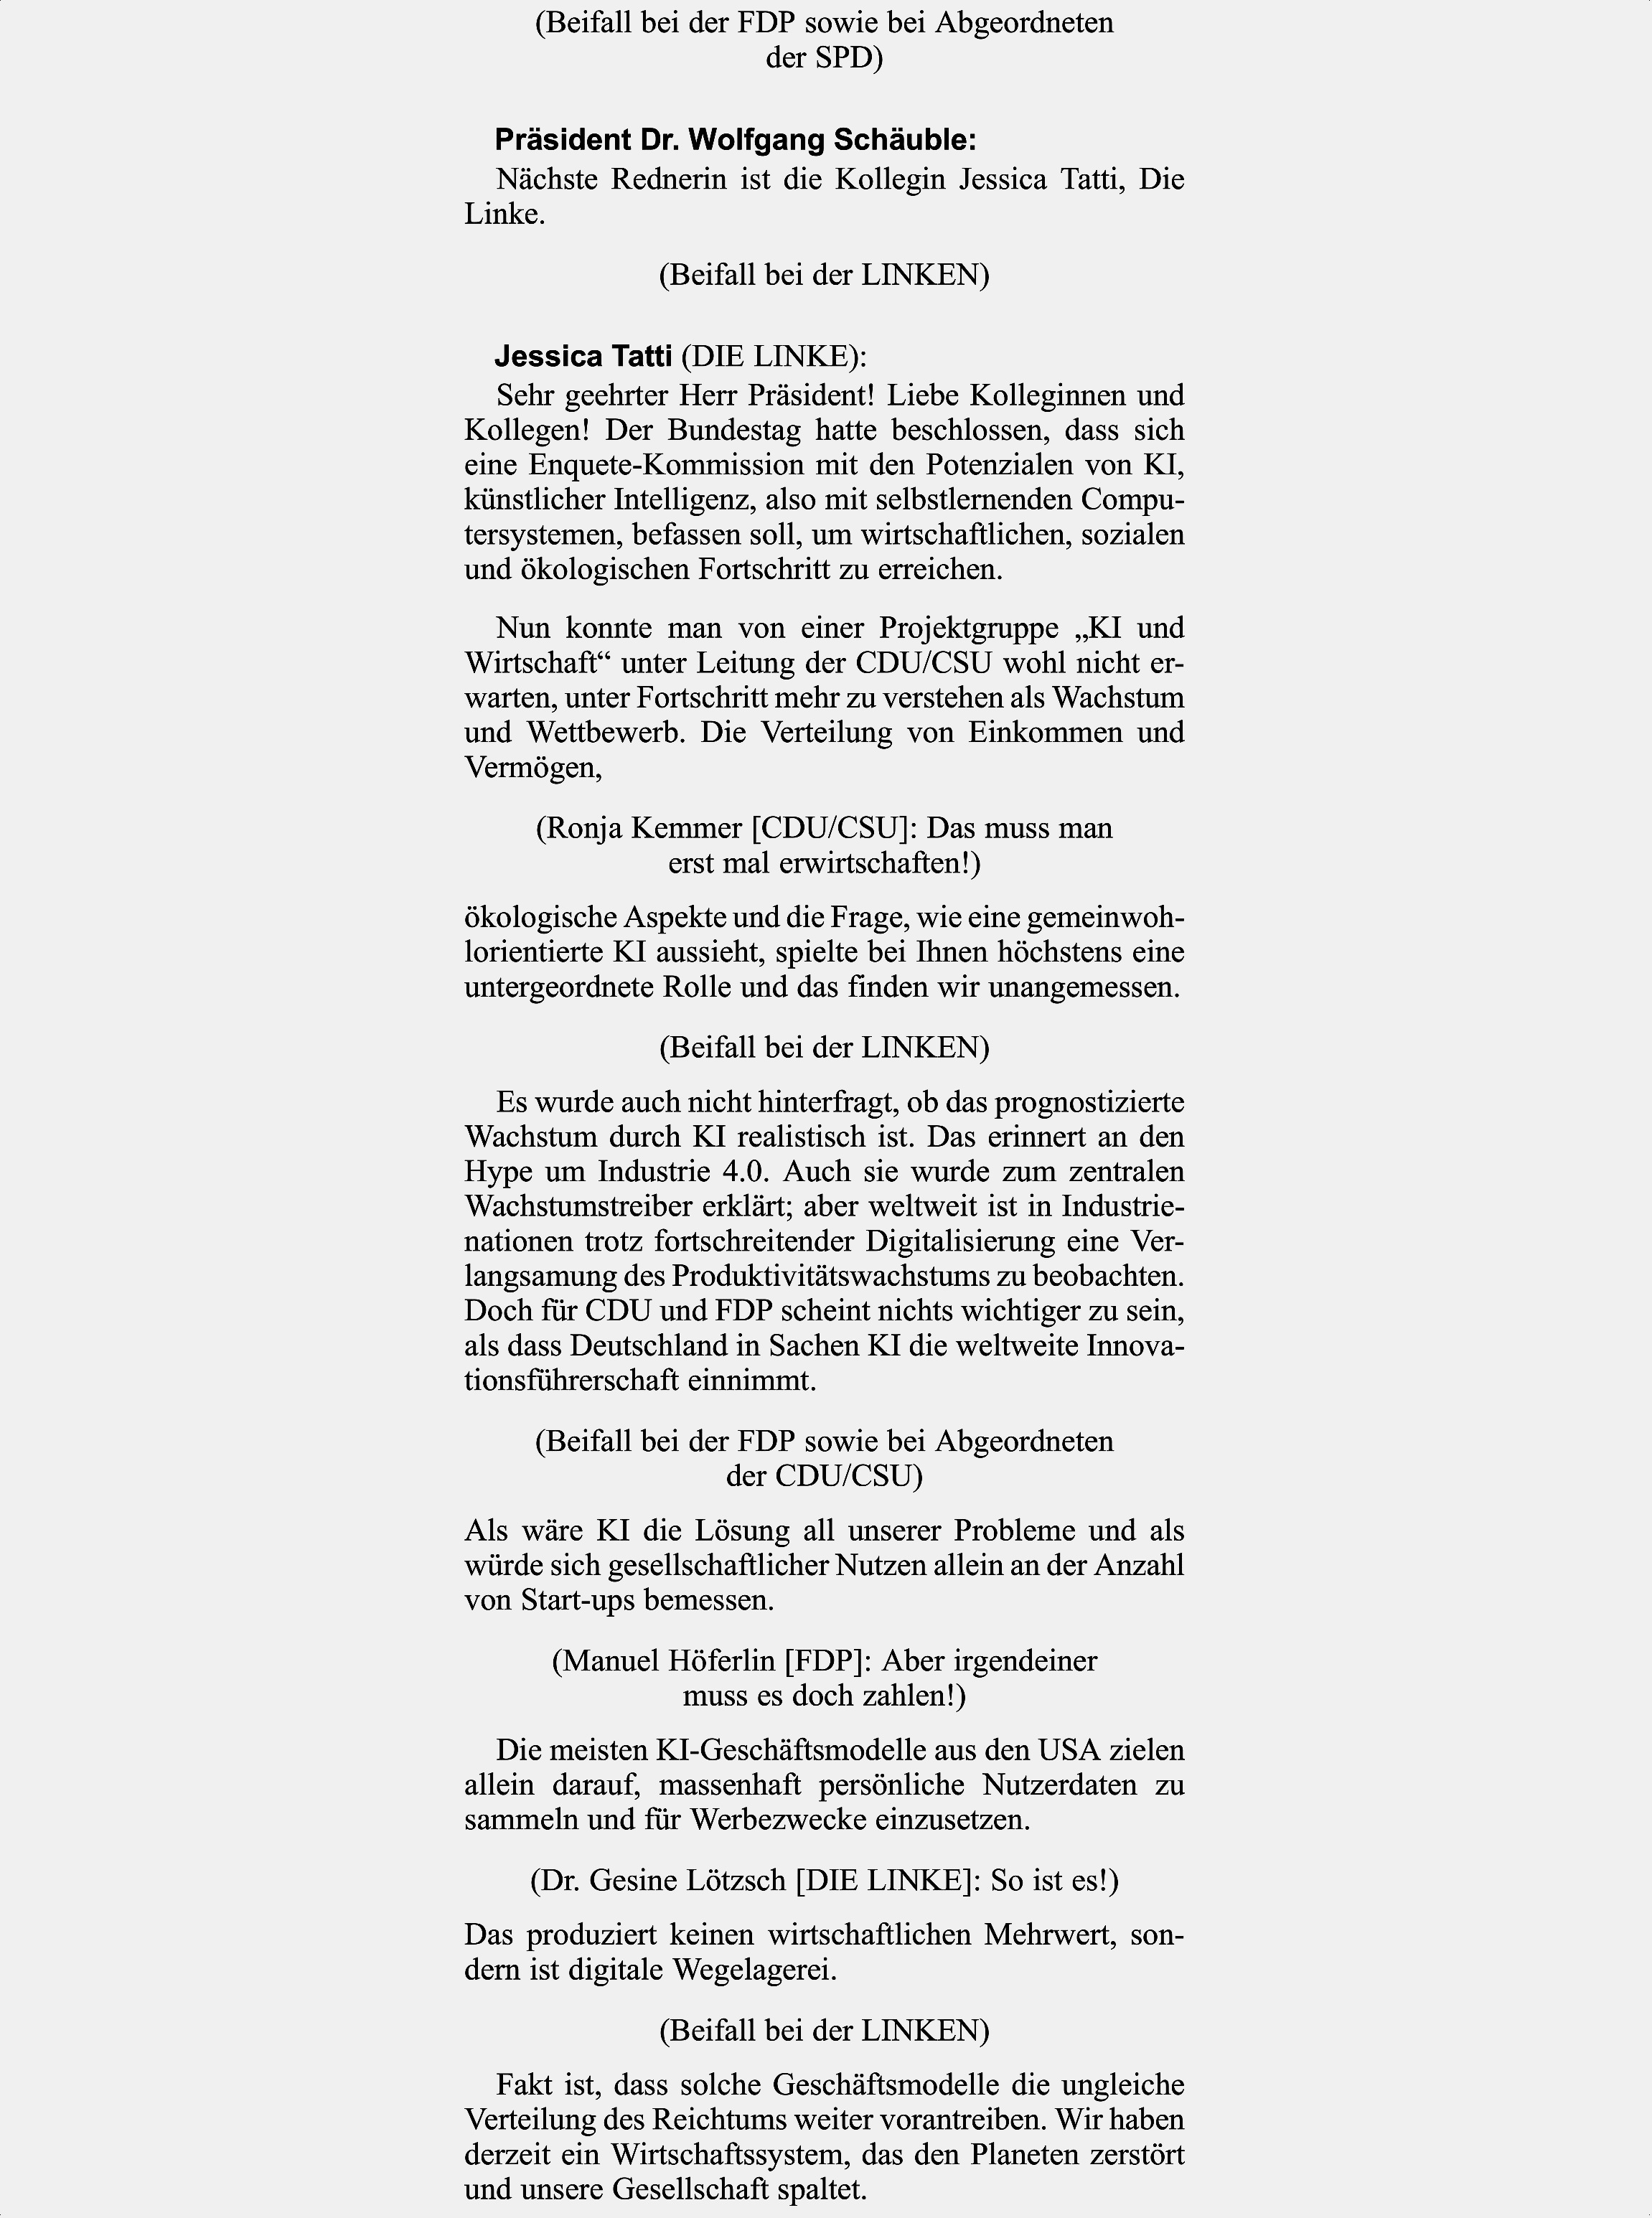 (Beifall bei der FDP sowie bei Abgeordneten
der SPD)
Präsident Dr. Wolfgang Schäuble:
Nächste Rednerin ist die Kollegin Jessica Tatti, Die
Linke.
(Beifall bei der LINKEN)
Jessica Tatti (DIE LINKE):
Sehr geehrter Herr Präsident! Liebe Kolleginnen und
Kollegen! Der Bundestag hatte beschlossen, dass sich
eine Enquete-Kommission mit den Potenzialen von KI,
künstlicher Intelligenz, also mit selbstlernenden Compu-
tersystemen, befassen soll, um wirtschaftlichen, sozialen
und ökologischen Fortschritt zu erreichen.
Nun konnte man von einer Projektgruppe „KI und
Wirtschaft“ unter Leitung der CDU/CSU wohl nicht er-
warten, unter Fortschritt mehr zu verstehen als Wachstum
und Wettbewerb. Die Verteilung von Einkommen und
Vermögen,
(Ronja Kemmer [CDU/CSU]: Das muss man
erst mal erwirtschaften!)
ökologische Aspekte und die Frage, wie eine gemeinwoh-
lorientierte KI aussieht, spielte bei Ihnen höchstens eine
untergeordnete Rolle und das finden wir unangemessen.
(Beifall bei der LINKEN)
Es wurde auch nicht hinterfragt, ob das prognostizierte
Wachstum durch KI realistisch ist. Das erinnert an den
Hype um Industrie 4.0. Auch sie wurde zum zentralen
Wachstumstreiber erklärt; aber weltweit ist in Industrie-
nationen trotz fortschreitender Digitalisierung eine Ver-
langsamung des Produktivitätswachstums zu beobachten.
Doch für CDU und FDP scheint nichts wichtiger zu sein,
als dass Deutschland in Sachen KI die weltweite Innova-
tionsführerschaft einnimmt.
(Beifall bei der FDP sowie bei Abgeordneten
der CDU/CSU)
Als wäre KI die Lösung all unserer Probleme und als
würde sich gesellschaftlicher Nutzen allein an der Anzahl
von Start-ups bemessen.
(Manuel Höferlin [FDP]: Aber irgendeiner
muss es doch zahlen!)
Die meisten KI-Geschäftsmodelle aus den USA zielen
allein darauf, massenhaft persönliche Nutzerdaten zu
sammeln und für Werbezwecke einzusetzen.
(Dr. Gesine Lötzsch [DIE LINKE]: So ist es!)
Das produziert keinen wirtschaftlichen Mehrwert, son-
dern ist digitale Wegelagerei.
(Beifall bei der LINKEN)
Fakt ist, dass solche Geschäftsmodelle die ungleiche
Verteilung des Reichtums weiter vorantreiben. Wir haben
derzeit ein Wirtschaftssystem, das den Planeten zerstört
und unsere Gesellschaft spaltet.